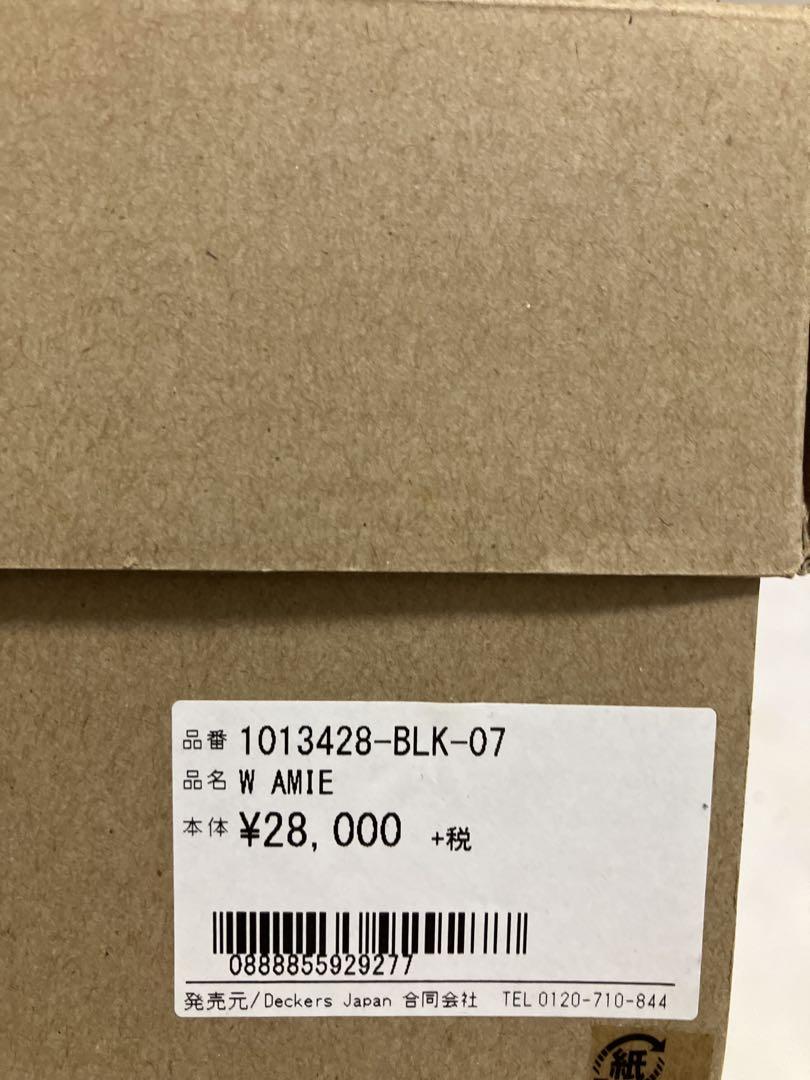 品番 1013428-BLK-07
品名 W AMIE
本体 ¥28,000 +税
0888855929277
発売元/Deckers Japan 合同会社 TEL 0120-710-844
紙